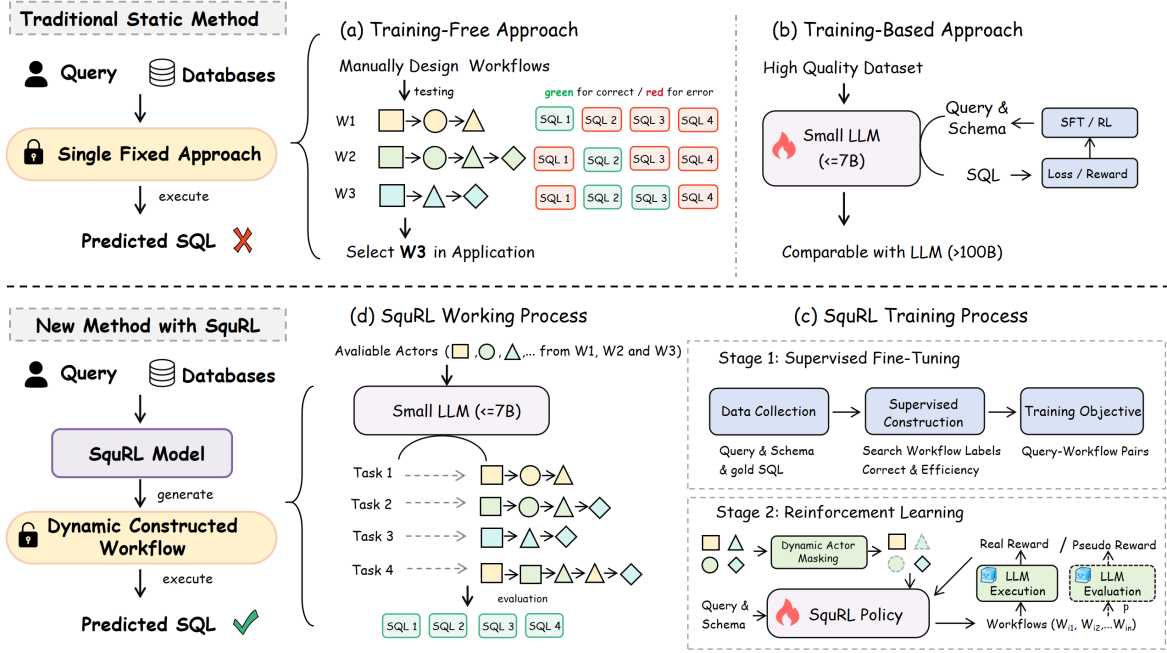 Traditional Static Method
Query
Databases
Single Fixed Approach
execute
Predicted SQL
(a) Training-Free Approach
Manually Design Workflows
testing
green for correct / red for error
W1
SQL 1
SQL 2
SQL 3
SQL 4
W2
SQL 1
SQL 2
SQL 3
SQL 4
W3
SQL 1
SQL 2
SQL 3
SQL 4
Select W3 in Application
(b) Training-Based Approach
High Quality Dataset
Small LLM
(<=7B)
Query &
Schema
SFT / RL
SQL
Loss / Reward
Comparable with LLM (>100B)
New Method with SquRL
Query
Databases
SquRL Model
generate
Dynamic Constructed
Workflow
execute
Predicted SQL
(d) SquRL Working Process
Avaliable Actors ( , , ,... from W1, W2 and W3)
Small LLM (<=7B)
Task 1
Task 2
Task 3
Task 4
evaluation
SQL 1
SQL 2
SQL 3
SQL 4
(c) SquRL Training Process
Stage 1: Supervised Fine-Tuning
Data Collection
Supervised
Construction
Training Objective
Query & Schema
& gold SQL
Search Workflow Labels
Correct & Efficiency
Query-Workflow Pairs
Stage 2: Reinforcement Learning
Dynamic Actor
Masking
Real Reward / Pseudo Reward
LLM
Execution
LLM
Evaluation
P
Query &
Schema
SquRL Policy
Workflows (Wi1, Wi2,...Win)